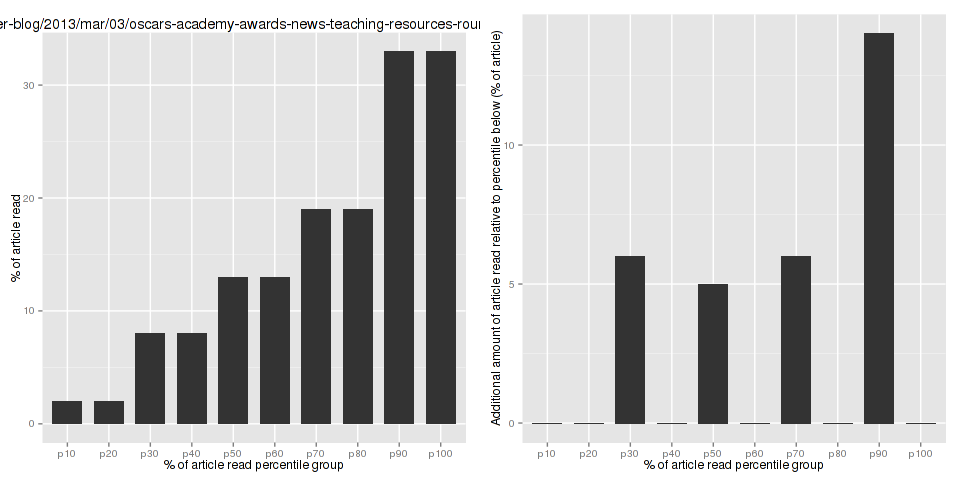 er-blog/2013/mar/03/oscars-academy-awards-news-teaching-resources-rour
% of article read
30
20
10
0
p10 p20 p30 p40 p50 p60 p70 p80 p90 p100
% of article read percentile group
Additional amount of article read relative to percentile below (% of article)
10
5
0
p10 p20 p30 p40 p50 p60 p70 p80 p90 p100
% of article read percentile group